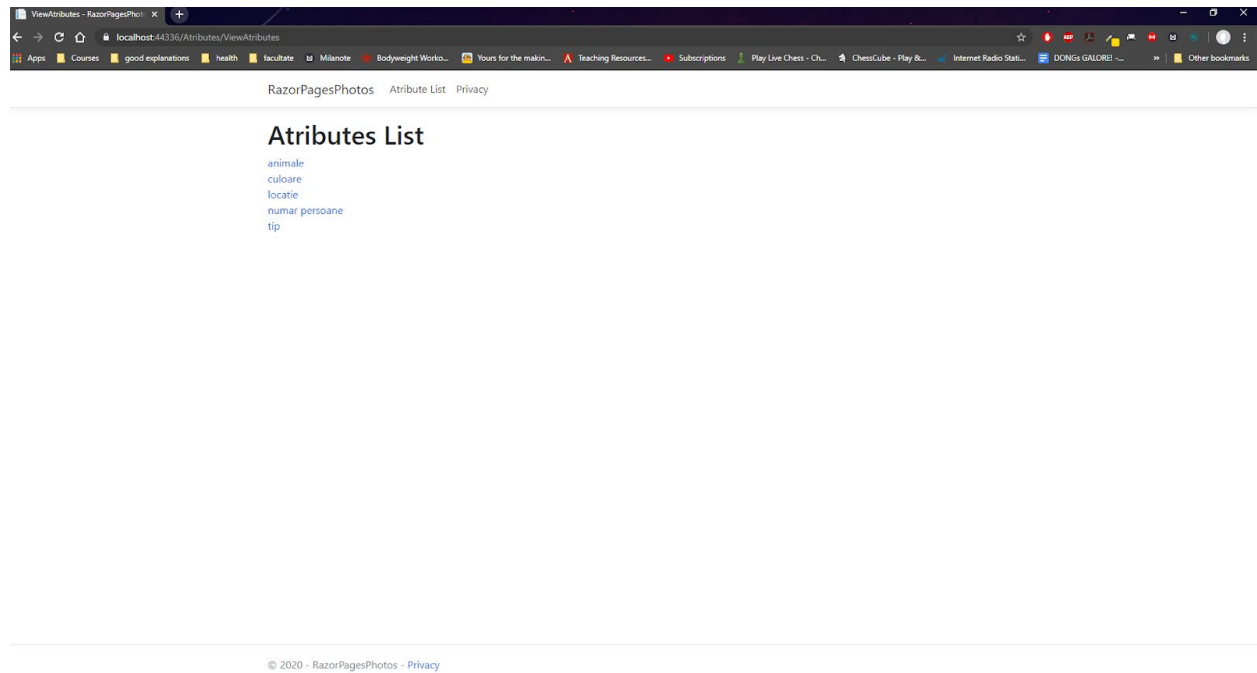 ViewAtributes - RazorPagesPhot
localhost:44336/Atributes/ViewAtributes
Apps Courses good explanations health facultate Milanote Bodyweight Worko... Yours for the makin... Teaching Resources... Subscriptions Play Live Chess - Ch... ChessCube - Play &... Internet Radio Stati... DONGs GALORE! -... » Other bookmarks
RazorPagesPhotos Atribute List Privacy
Atributes List
animale
culoare
locatie
numar persoane
tip
© 2020 - RazorPagesPhotos - Privacy